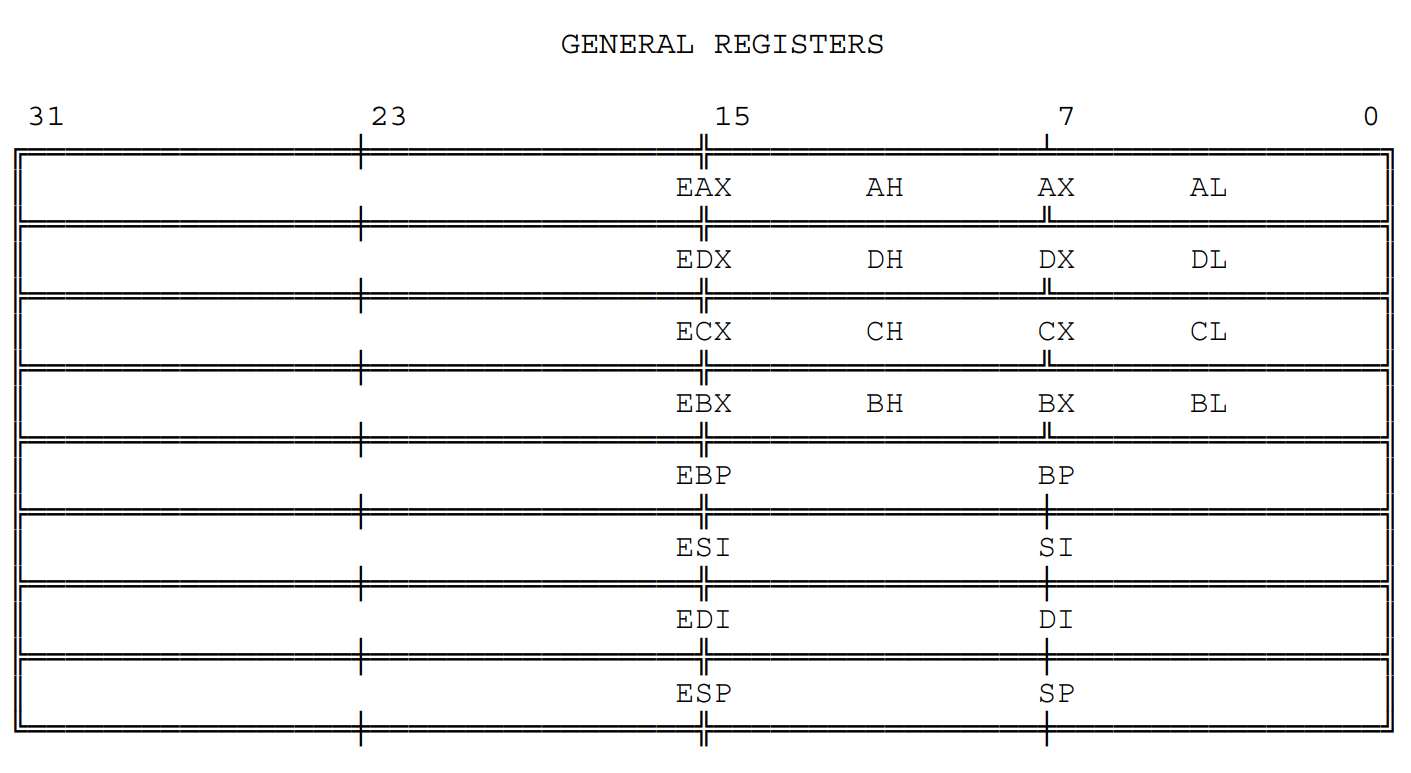 GENERAL REGISTERS
31 23 15 7 0
EAX AH AX AL
EDX DH DX DL
ECX CH CX CL
EBX BH BX BL
EBP BP
ESI SI
EDI DI
ESP SP